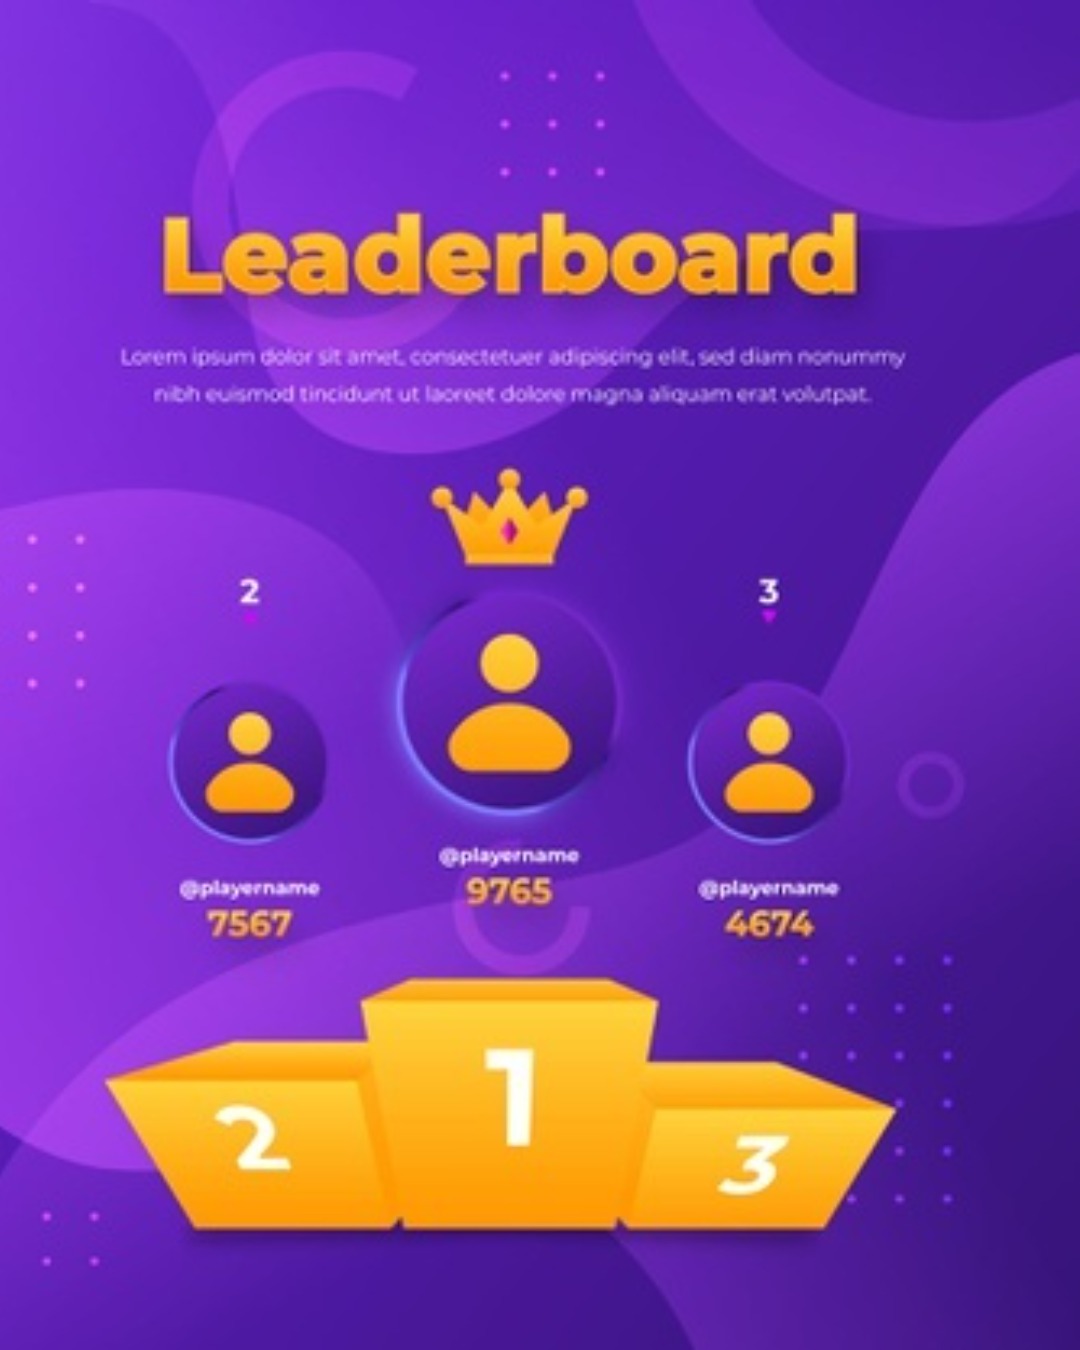 Leaderboard
Lorem ipsum dolor sit amet, consectetuer adipiscing elit, sed diam nonummy
nibh euismod tincidunt ut laoreet dolore magna aliquam erat volutpat.
2
3
@playername
9765
@playername
7567
@playername
4674
2
1
3